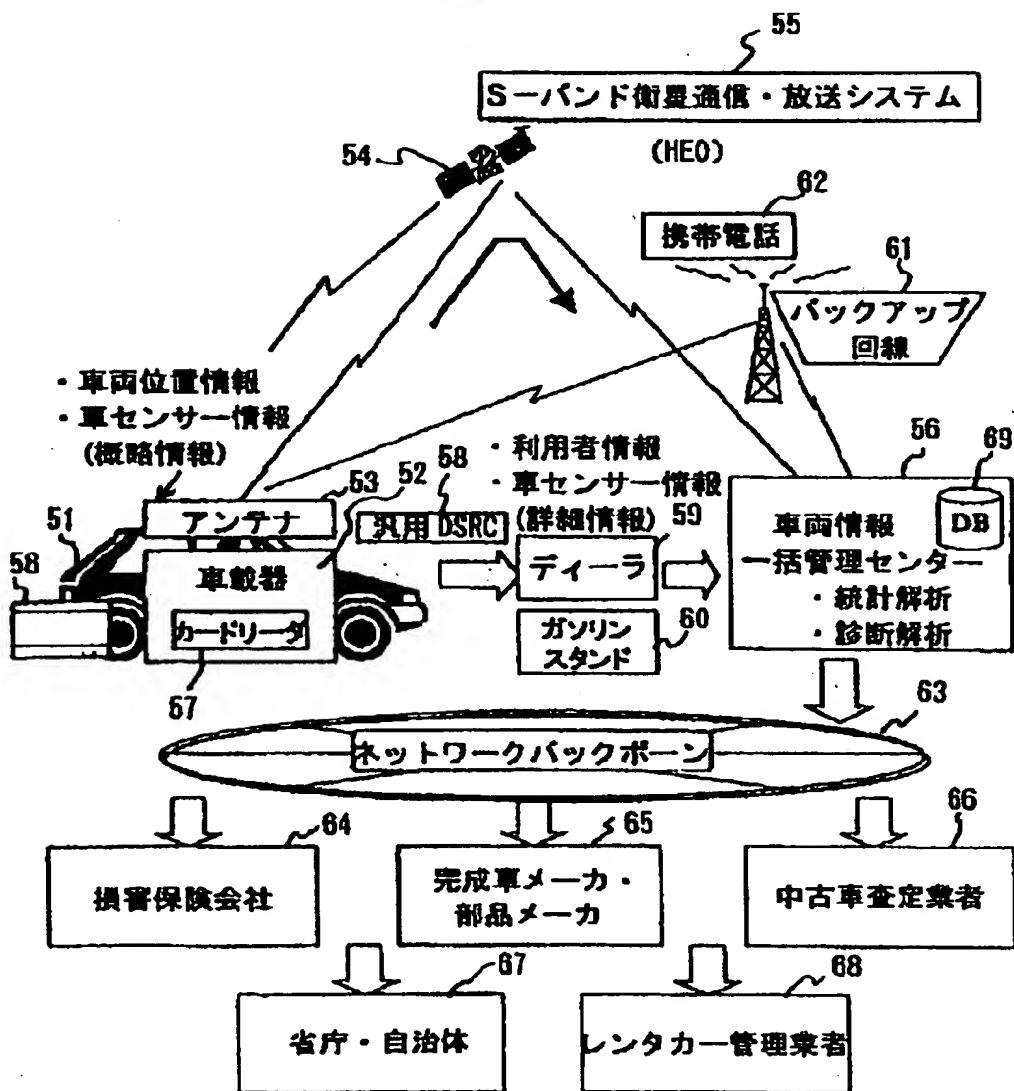 55
S-バンド衛星通信・放送システム
(HEO)
54
62
携帯電話
61
バックアップ
回線
・車両位置情報
・車センサー情報
(概略情報)
・利用者情報
・車センサー情報
(詳細情報)
56
69
DB
51
53
52
58
アンテナ
汎用DSRC
59
58
車載器
カードリーダ
57
ディーラ
ガソリン
スタンド
60
車両情報
一括管理センター
・統計解析
・診断解析
63
ネットワークバックボーン
64
損害保険会社
65
完成車メーカ・
部品メーカ
66
中古車査定業者
67
省庁・自治体
68
レンタカー管理業者